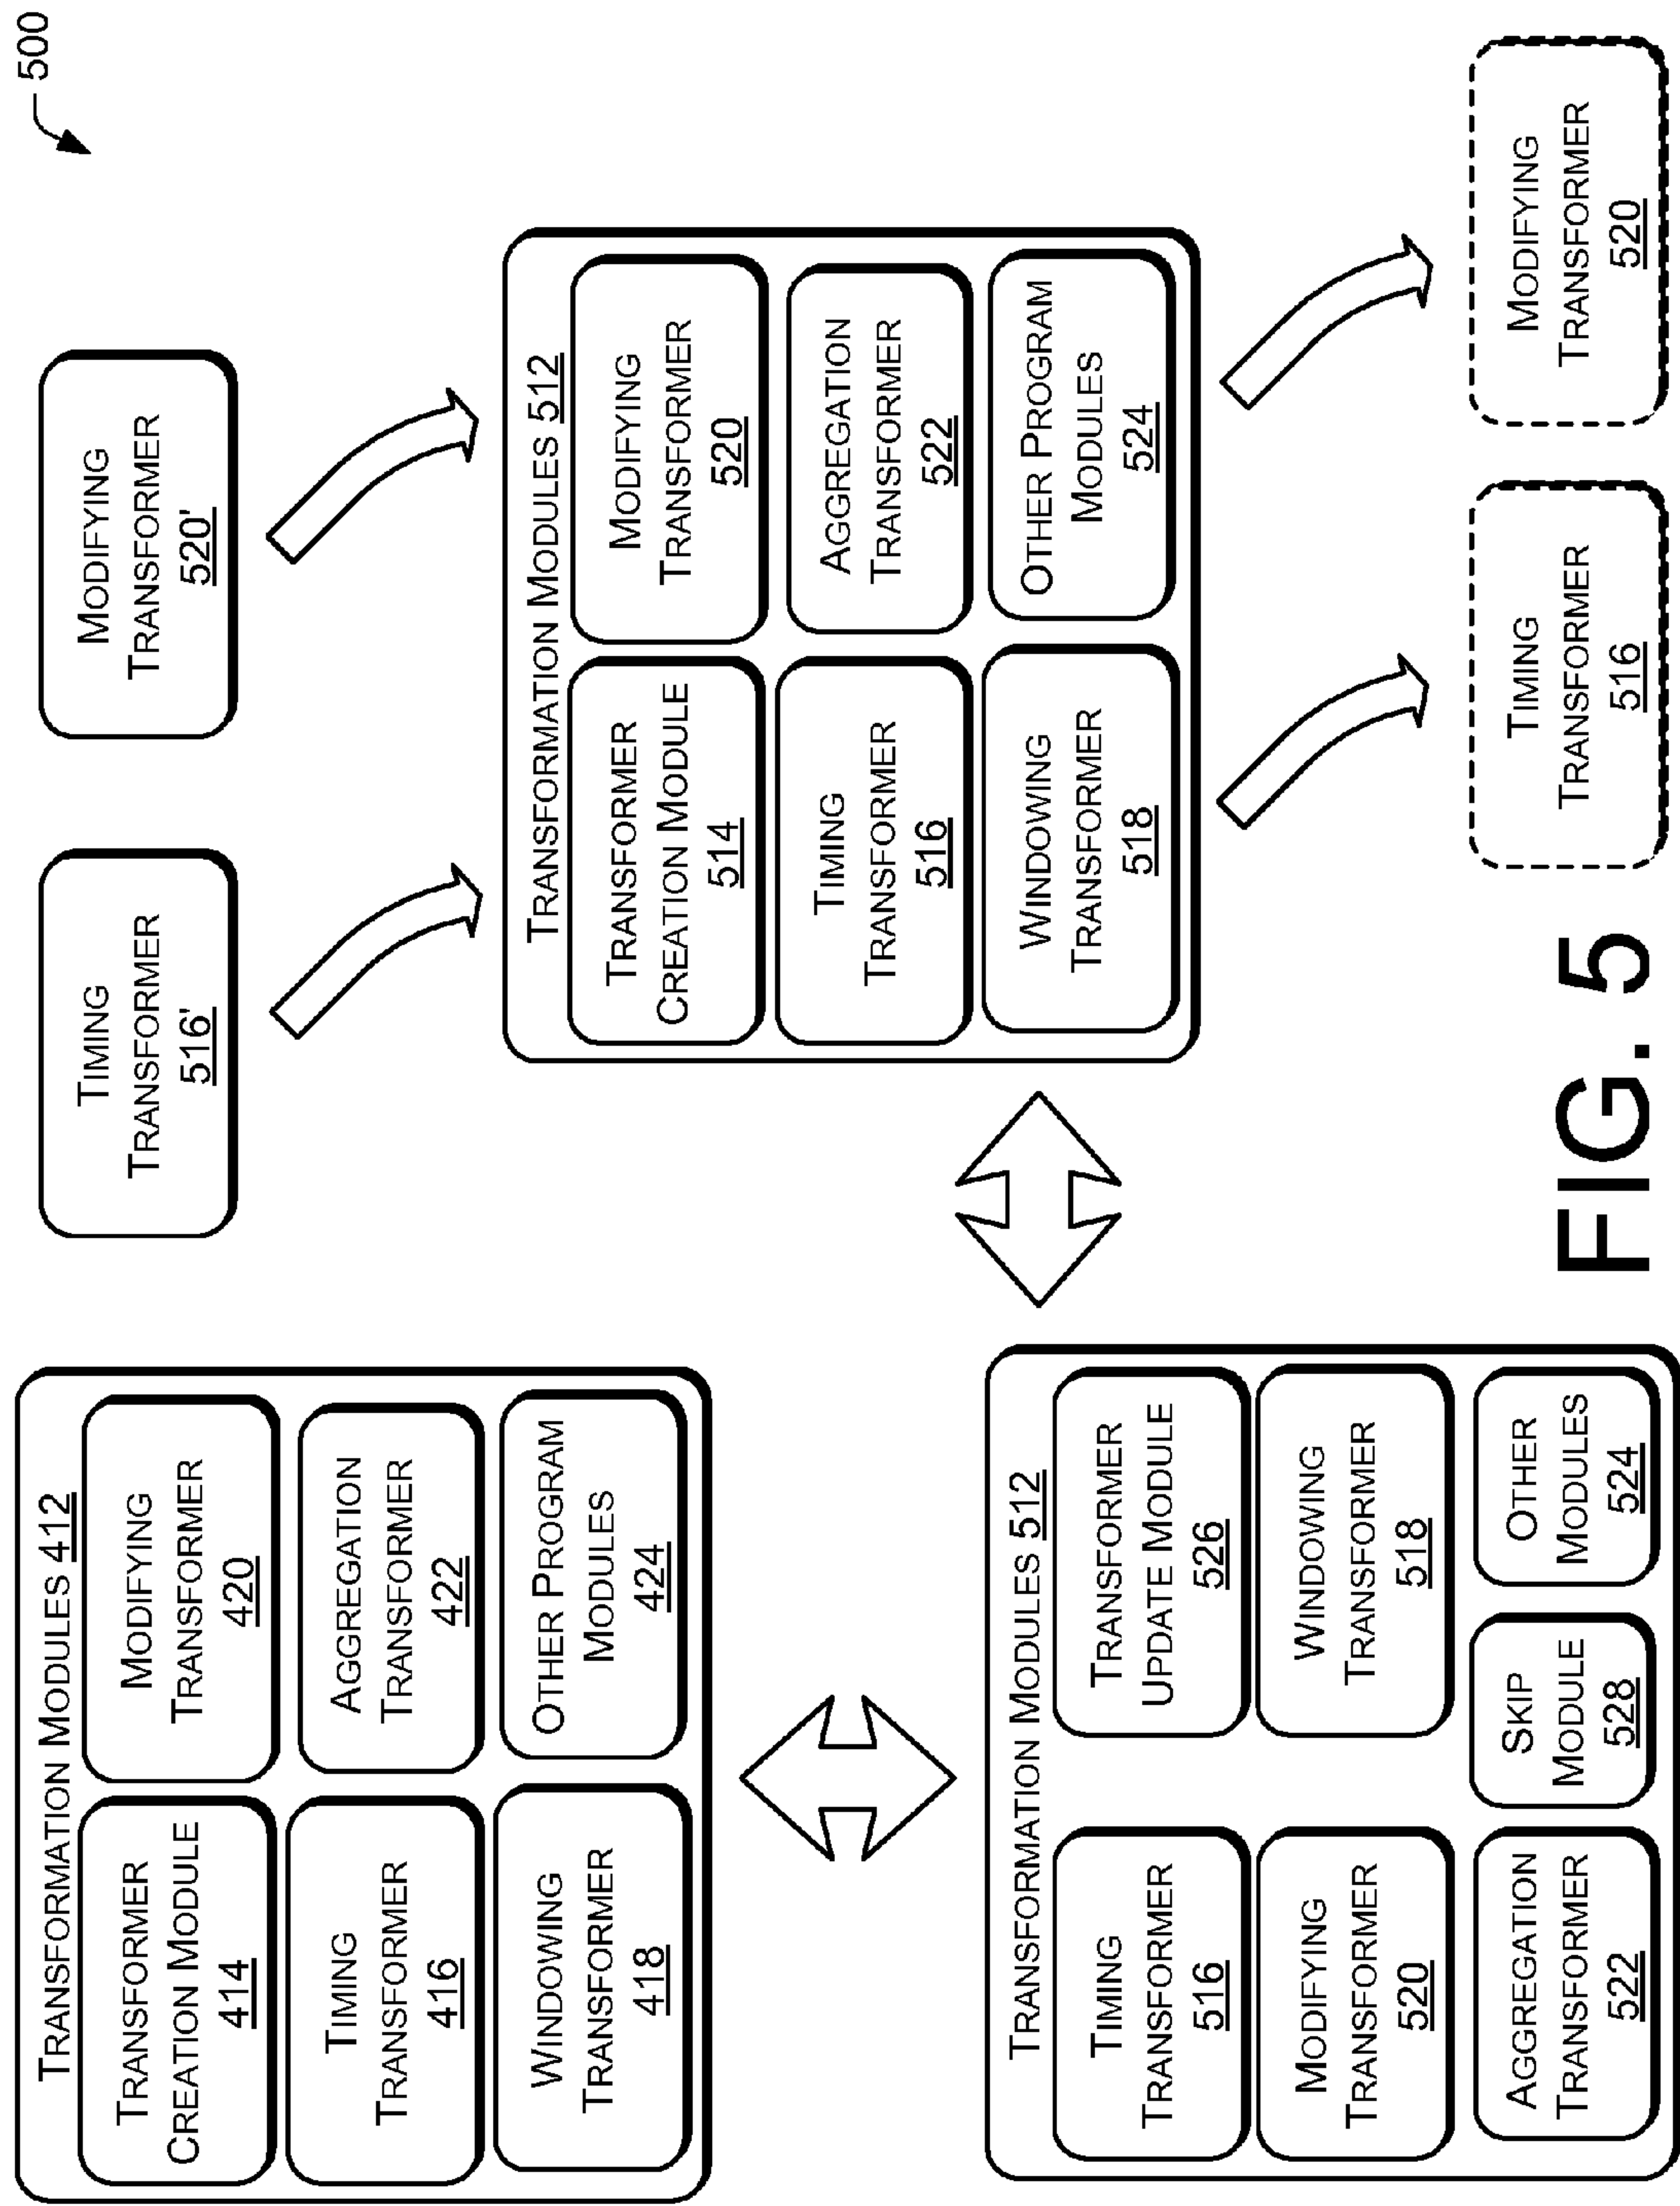 500
TRANSFORMATION MODULES 412
TRANSFORMER
CREATION MODULE
414
MODIFYING
TRANSFORMER
420
TIMING
TRANSFORMER
416
AGGREGATION
TRANSFORMER
422
WINDOWING
TRANSFORMER
418
OTHER PROGRAM
MODULES
424
TIMING
TRANSFORMER
516'
MODIFYING
TRANSFORMER
520'
TRANSFORMATION MODULES 512
TRANSFORMER
CREATION MODULE
514
MODIFYING
TRANSFORMER
520
TIMING
TRANSFORMER
516
AGGREGATION
TRANSFORMER
522
WINDOWING
TRANSFORMER
518
OTHER PROGRAM
MODULES
524
TRANSFORMATION MODULES 512
TIMING
TRANSFORMER
516
TRANSFORMER
UPDATE MODULE
526
MODIFYING
TRANSFORMER
520
WINDOWING
TRANSFORMER
518
AGGREGATION
TRANSFORMER
522
SKIP
MODULE
528
OTHER
MODULES
524
TIMING
TRANSFORMER
516
MODIFYING
TRANSFORMER
520
FIG. 5